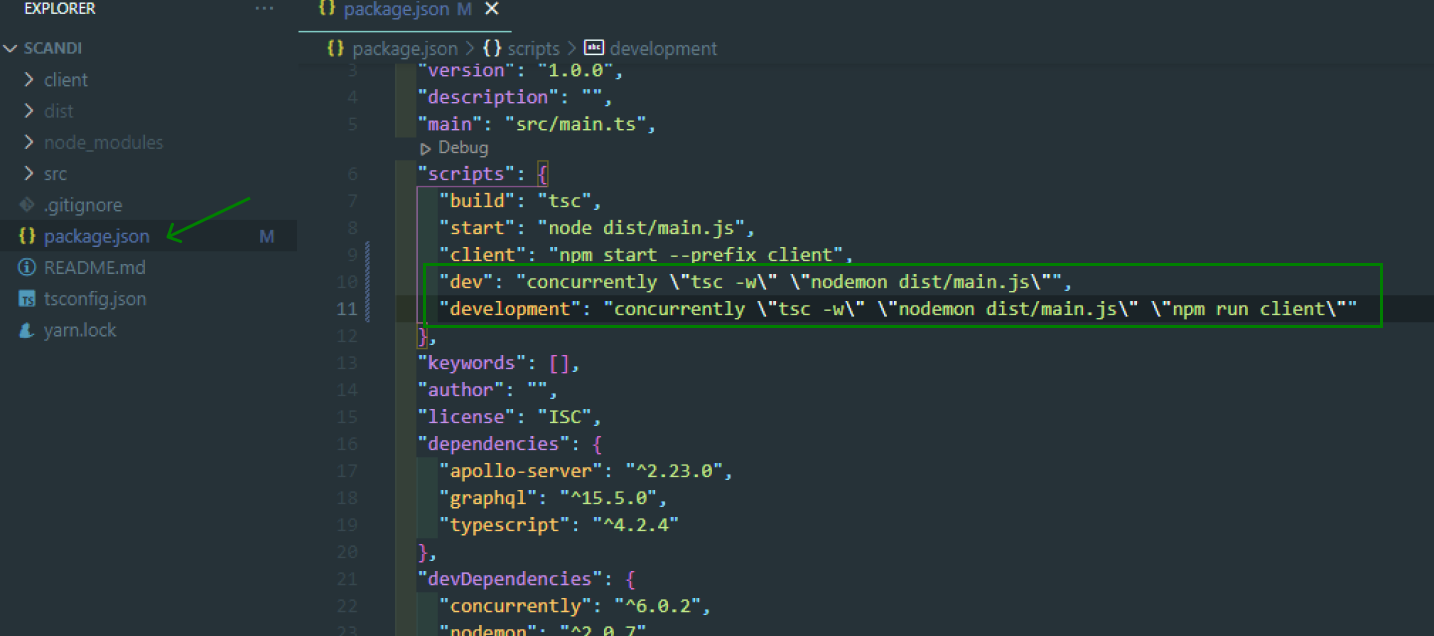 EXPLORER
...
SCANDI
client
dist
node_modules
src
.gitignore
{} package.json M
README.md
TS tsconfig.json
yarn.lock
{} package.json M ×
{} package.json > {} scripts > abc development
3 "version": "1.0.0",
4 "description": "",
5 "main": "src/main.ts",
Debug
6 "scripts": {
7 "build": "tsc",
8 "start": "node dist/main.js",
9 "client": "npm start --prefix client",
10 "dev": "concurrently \"tsc -w\" \"nodemon dist/main.js\"",
11 "development": "concurrently \"tsc -w\" \"nodemon dist/main.js\" \"npm run client\""
12 },
13 "keywords": [],
14 "author": "",
15 "license": "ISC",
16 "dependencies": {
17 "apollo-server": "^2.23.0",
18 "graphql": "^15.5.0",
19 "typescript": "^4.2.4"
20 },
21 "devDependencies": {
22 "concurrently": "^6.0.2",
23 "nodemon": "^2.0.7"